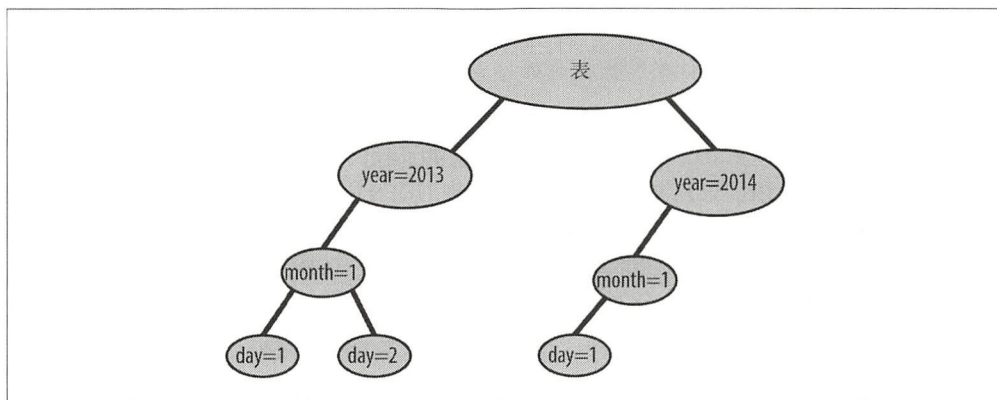 表
year=2013
year=2014
month=1
month=1
day=1
day=2
day=1